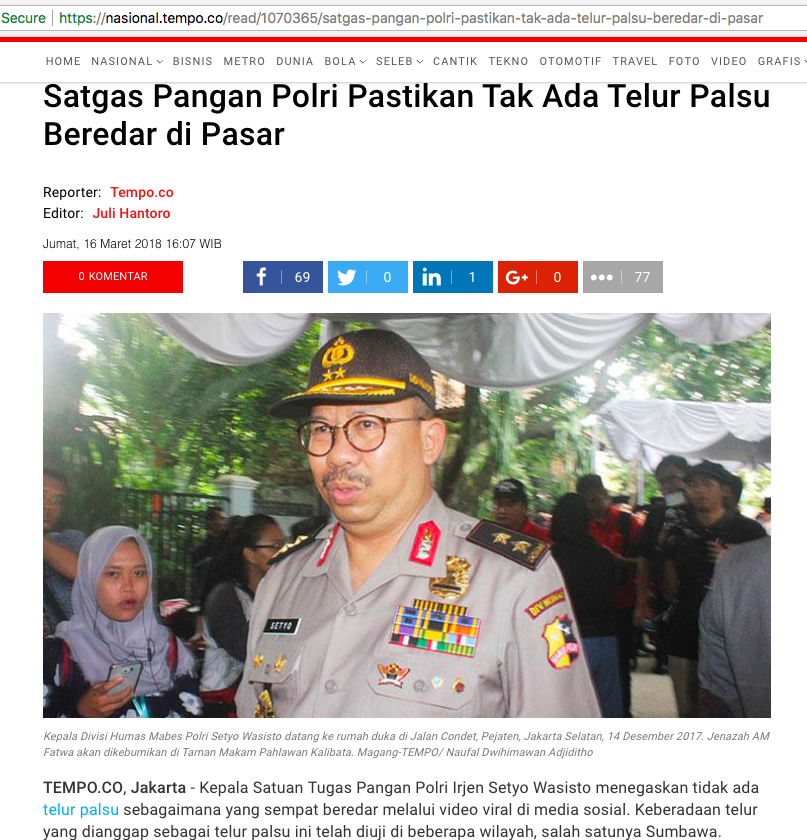 Secure https://nasional.tempo.co/read/1070365/satgas-pangan-polri-pastikan-tak-ada-telur-palsu-beredar-di-pasar
HOME NASIONAL BISNIS METRO DUNIA BOLA SELEB CANTIK TEKNO OTOMOTIF TRAVEL FOTO VIDEO GRAFIS
Satgas Pangan Polri Pastikan Tak Ada Telur Palsu
Beredar di Pasar
Reporter: Tempo.co
Editor: Juli Hantoro
Jumat, 16 Maret 2018 16:07 WIB
0 KOMENTAR 69 0 1 G+ 0 77
SETYO
Kepala Divisi Humas Mabes Polri Setyo Wasisto datang ke rumah duka di Jalan Condet, Pejaten, Jakarta Selatan, 14 Desember 2017. Jenazah AM
Fatwa akan dikebumikan di Taman Makam Pahlawan Kalibata. Magang-TEMPO/ Naufal Dwihimawan Adjiditho
TEMPO.CO, Jakarta - Kepala Satuan Tugas Pangan Polri Irjen Setyo Wasisto menegaskan tidak ada
telur palsu sebagaimana yang sempat beredar melalui video viral di media sosial. Keberadaan telur
yang dianggap sebagai telur palsu ini telah diuji di beberapa wilayah, salah satunya Sumbawa.